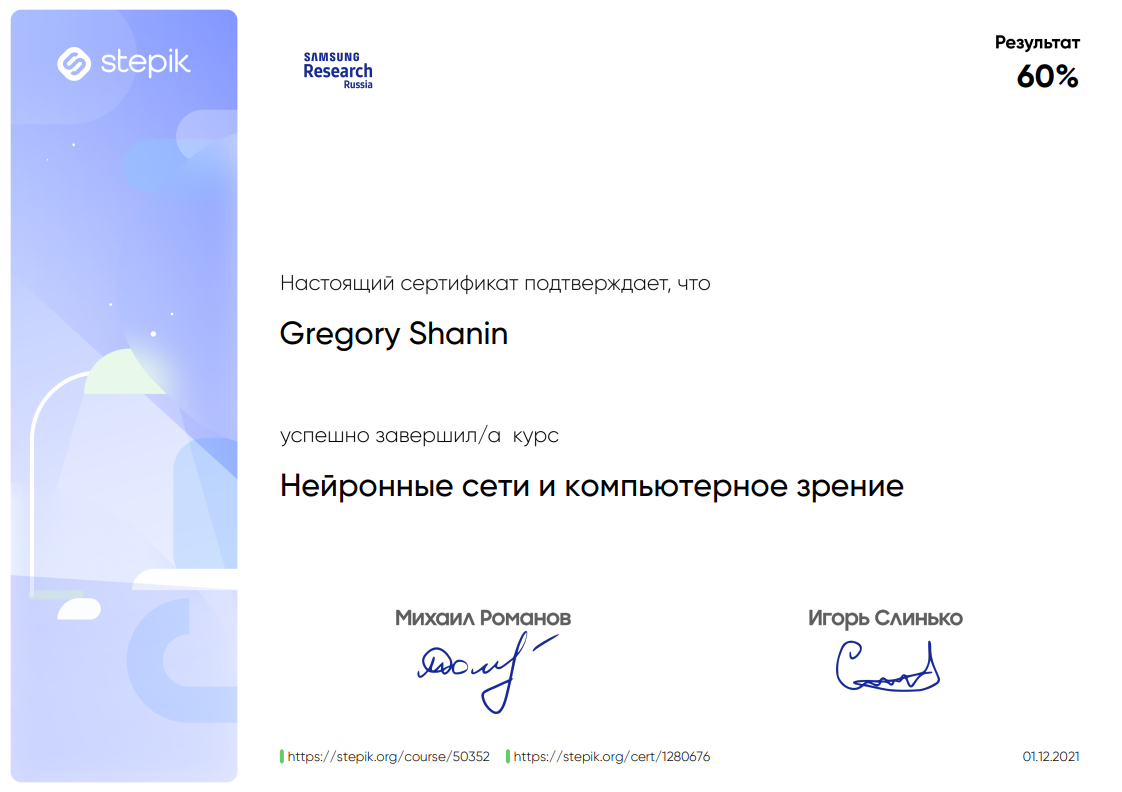 stepik
SAMSUNG
Research
Russia
Результат
60%
Настоящий сертификат подтверждает, что
Gregory Shanin
успешно завершил/а курс
Нейронные сети и компьютерное зрение
Михаил Романов
Игорь Слинько
https://stepik.org/course/50352
https://stepik.org/cert/1280676
01.12.2021